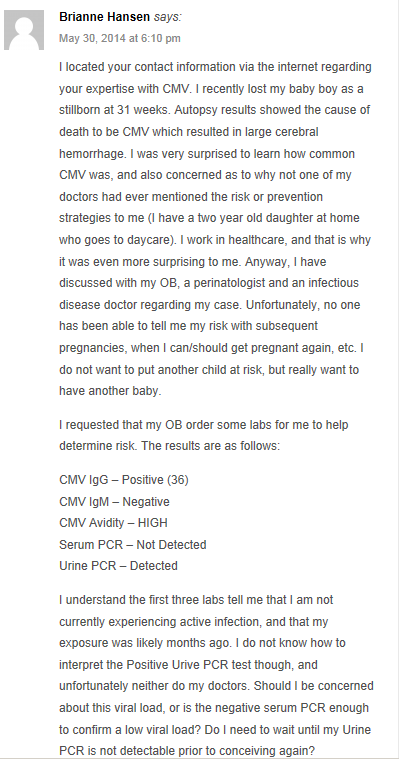 Brianne Hansen says:
May 30, 2014 at 6:10 pm
I located your contact information via the internet regarding
your expertise with CMV. I recently lost my baby boy as a
stillborn at 31 weeks. Autopsy results showed the cause of
death to be CMV which resulted in large cerebral
hemorrhage. I was very surprised to learn how common
CMV was, and also concerned as to why not one of my
doctors had ever mentioned the risk or prevention
strategies to me (I have a two year old daughter at home
who goes to daycare). I work in healthcare, and that is why
it was even more surprising to me. Anyway, I have
discussed with my OB, a perinatologist and an infectious
disease doctor regarding my case. Unfortunately, no one
has been able to tell me my risk with subsequent
pregnancies, when I can/should get pregnant again, etc. I
do not want to put another child at risk, but really want to
have another baby.
I requested that my OB order some labs for me to help
determine risk. The results are as follows:
CMV IgG – Positive (36)
CMV IgM – Negative
CMV Avidity – HIGH
Serum PCR – Not Detected
Urine PCR – Detected
I understand the first three labs tell me that I am not
currently experiencing active infection, and that my
exposure was likely months ago. I do not know how to
interpret the Positive Urive PCR test though, and
unfortunately neither do my doctors. Should I be concerned
about this viral load, or is the negative serum PCR enough
to confirm a low viral load? Do I need to wait until my Urine
PCR is not detectable prior to conceiving again?